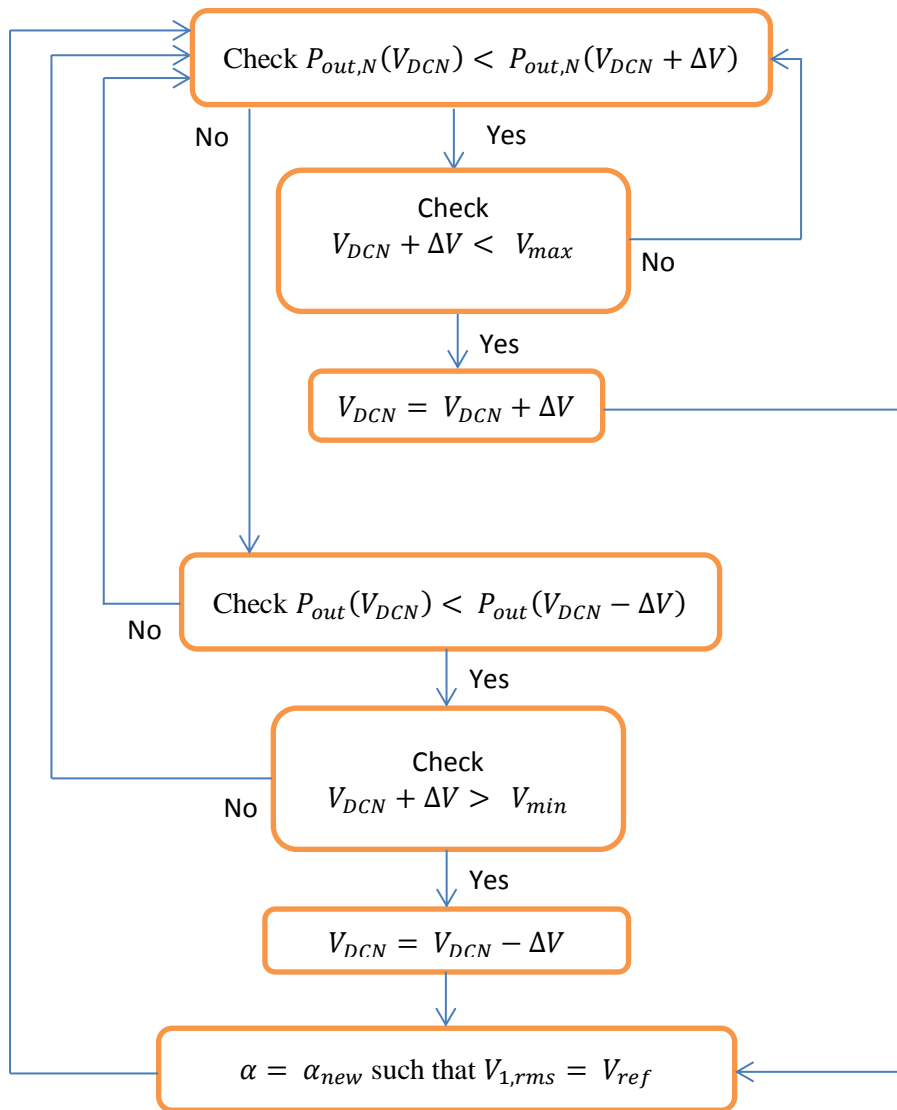 Check P_{out,N}(V_{DCN}) < P_{out,N}(V_{DCN} + ΔV)
No
Yes
Check
V_{DCN} + ΔV < V_{max}
No
Yes
V_{DCN} = V_{DCN} + ΔV
Check P_{out}(V_{DCN}) < P_{out}(V_{DCN} − ΔV)
No
Yes
Check
V_{DCN} + ΔV > V_{min}
No
Yes
V_{DCN} = V_{DCN} − ΔV
α = α_{new} such that V_{1,rms} = V_{ref}